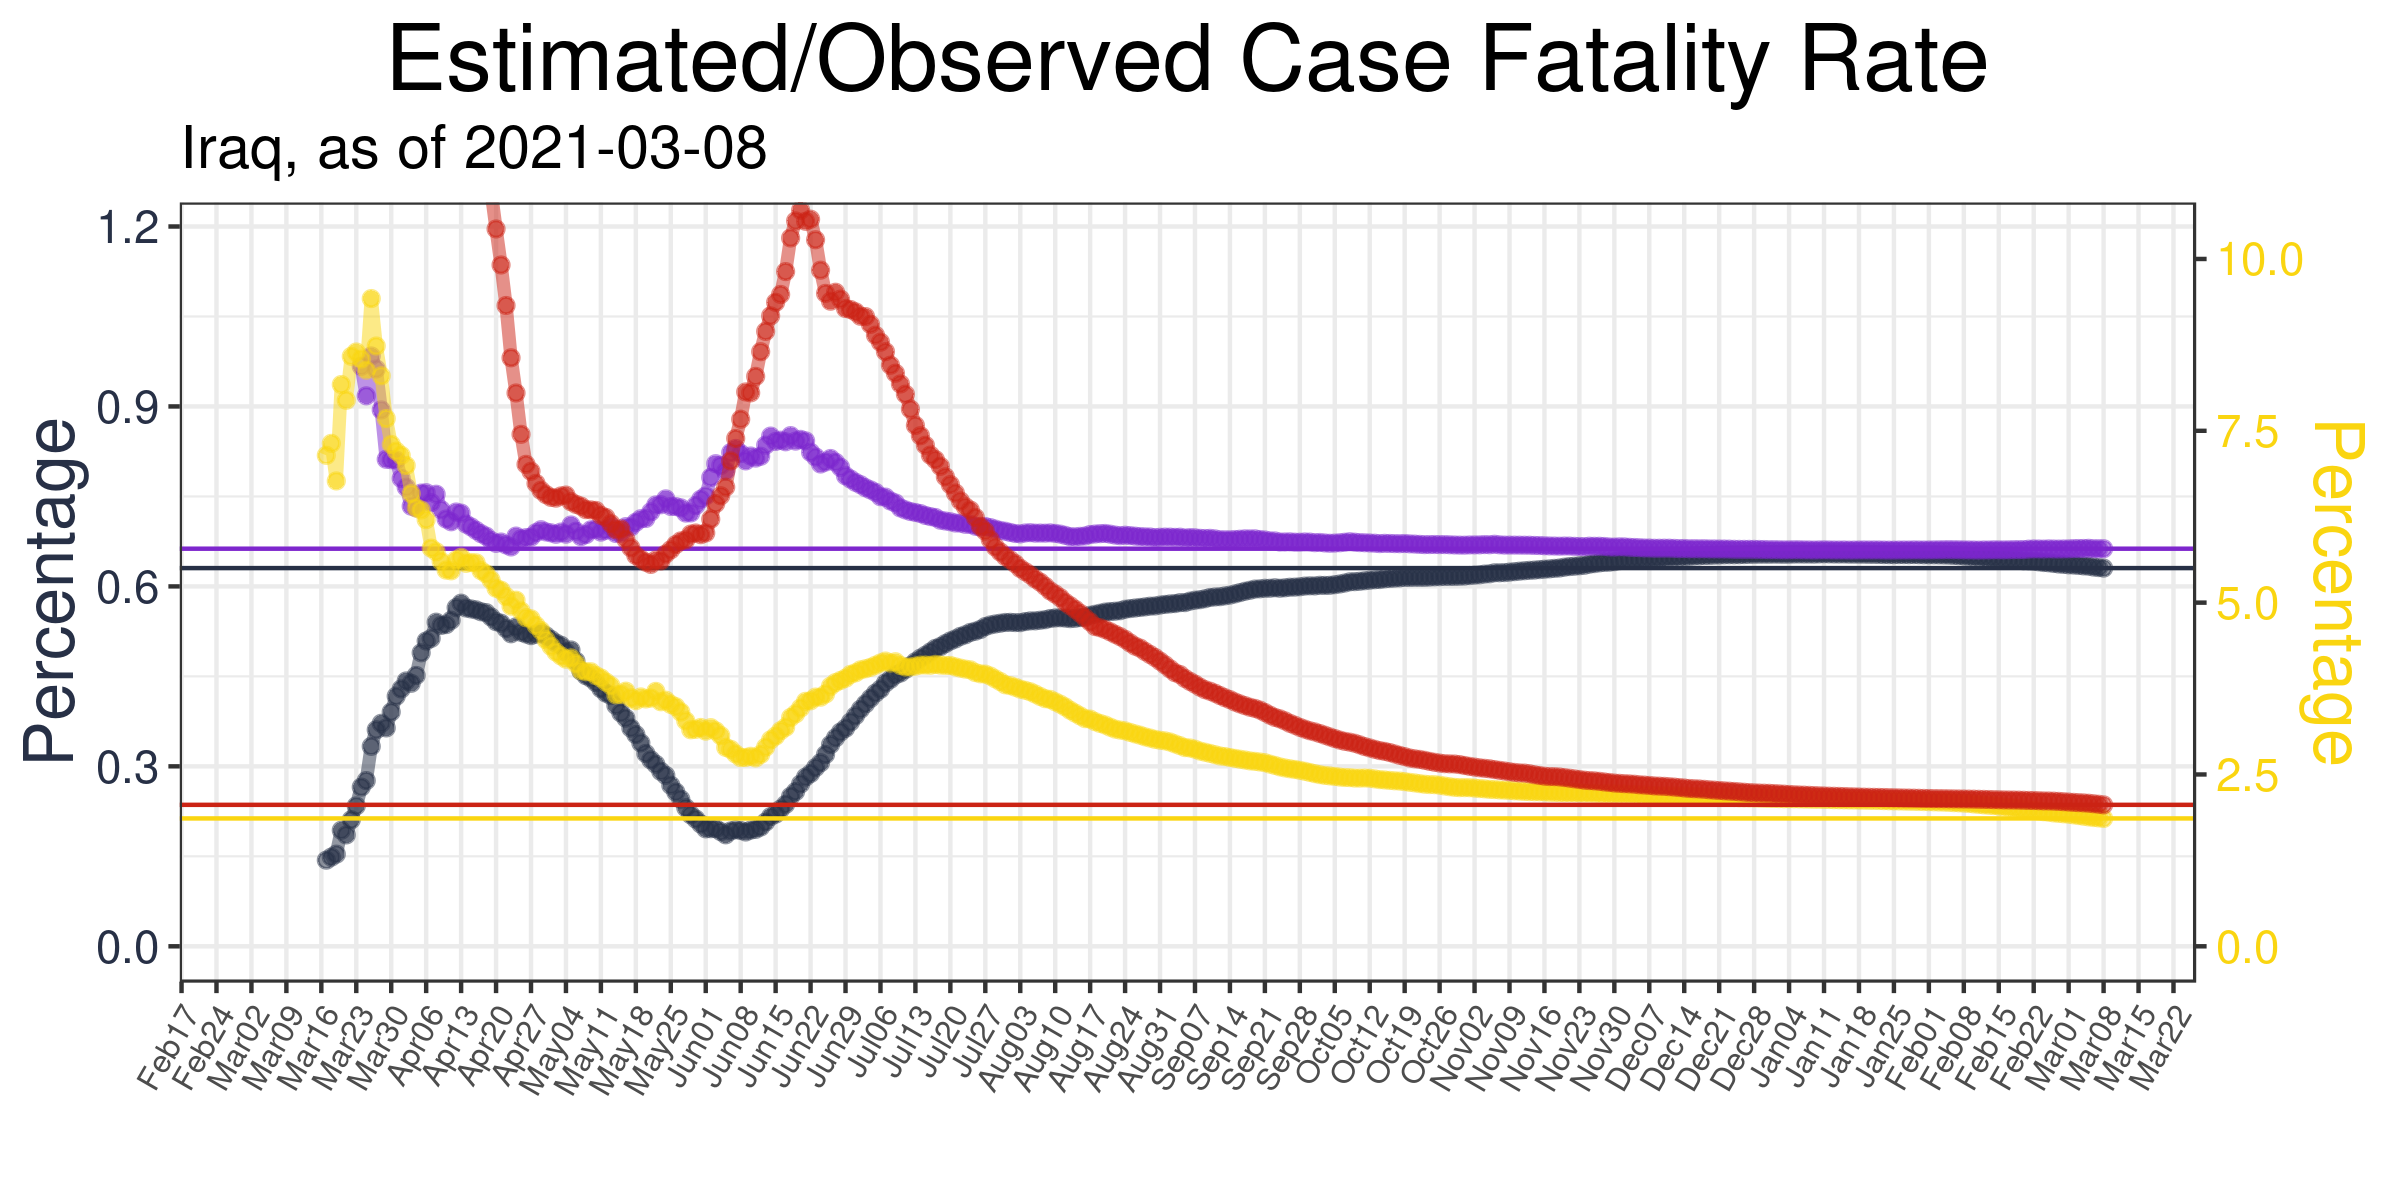 Estimated/Observed Case Fatality Rate
Iraq, as of 2021-03-08
Percentage
1.2
0.9
0.6
0.3
0.0
10.0
7.5
5.0
2.5
0.0
Percentage
Feb17
Feb24
Mar02
Mar09
Mar16
Mar23
Mar30
Apr06
Apr13
Apr20
Apr27
May04
May11
May18
May25
Jun01
Jun08
Jun15
Jun22
Jun29
Jul06
Jul13
Jul20
Jul27
Aug03
Aug10
Aug17
Aug24
Aug31
Sep07
Sep14
Sep21
Sep28
Oct05
Oct12
Oct19
Oct26
Nov02
Nov09
Nov16
Nov23
Nov30
Dec07
Dec14
Dec21
Dec28
Jan04
Jan11
Jan18
Jan25
Feb01
Feb08
Feb15
Feb22
Mar01
Mar08
Mar15
Mar22